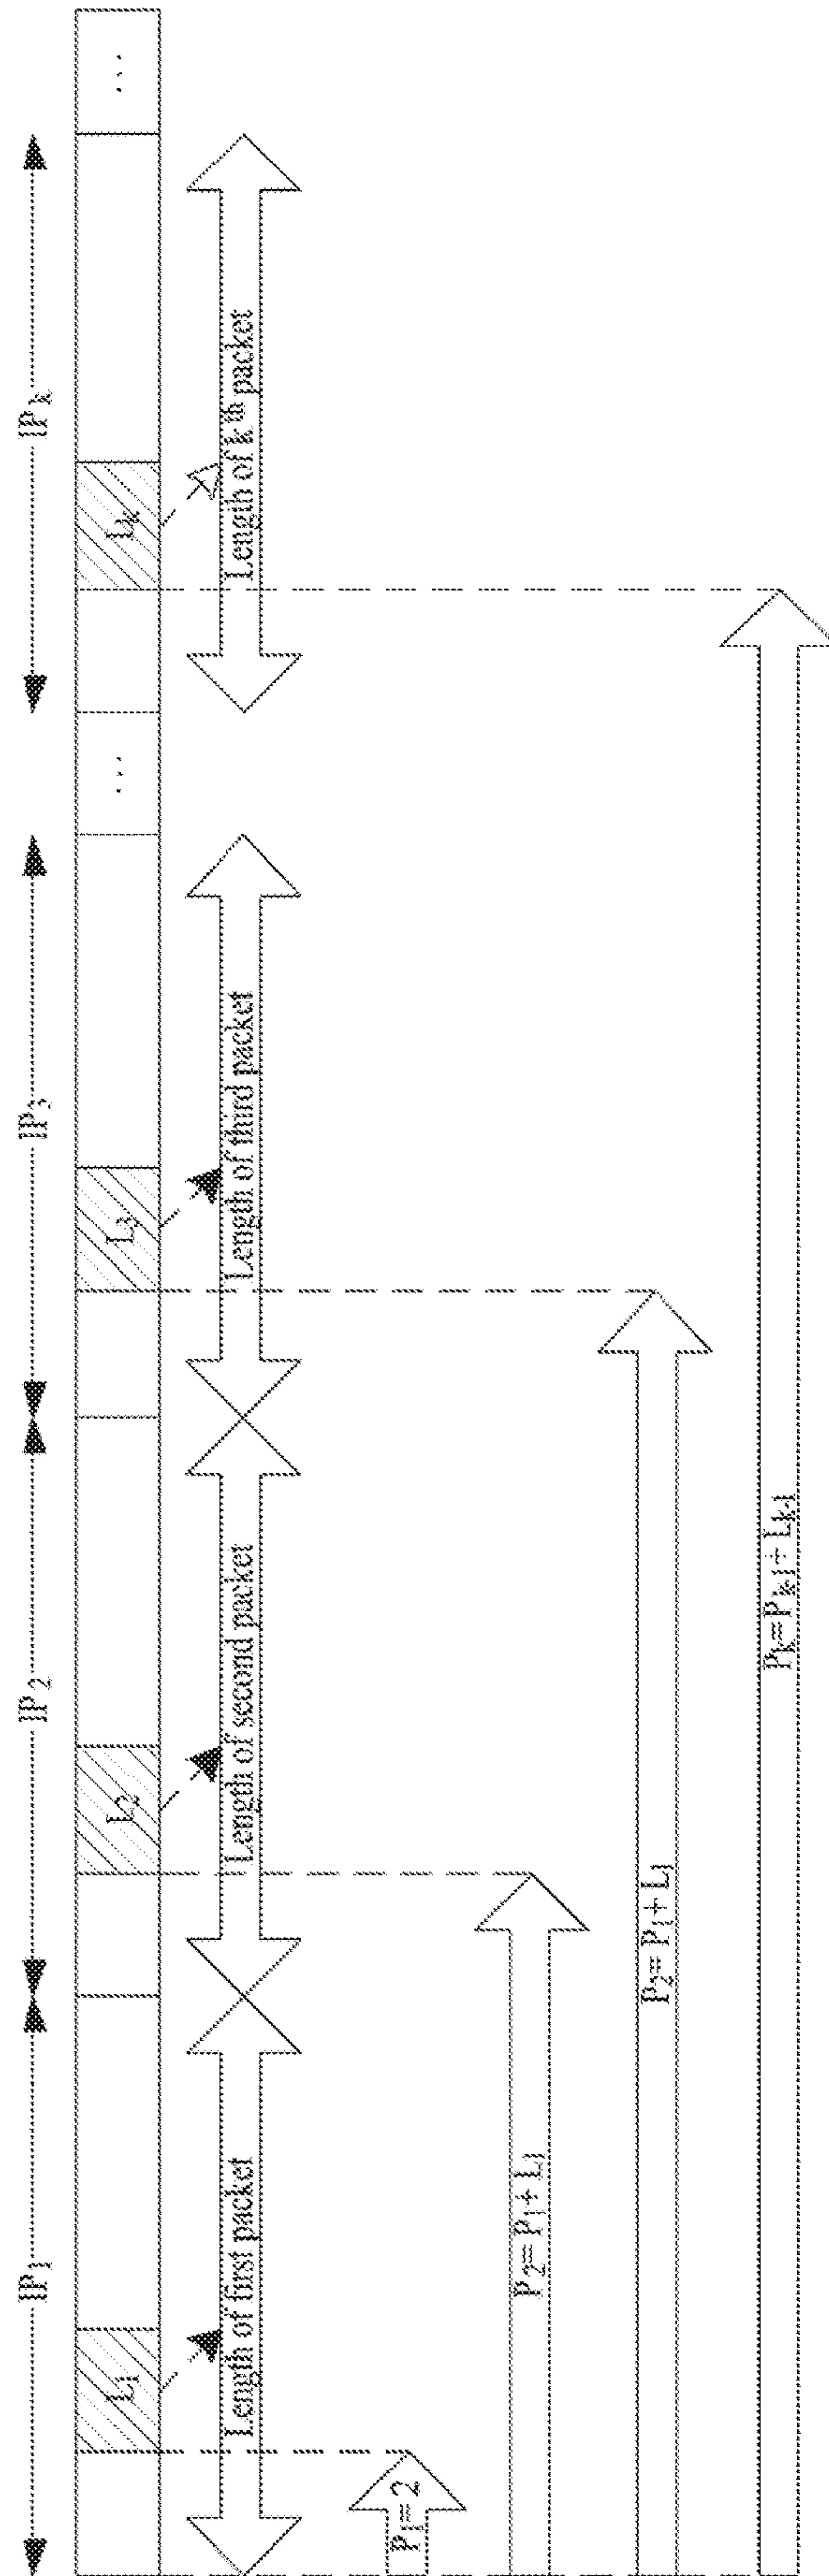 IP₁
IP₂
IP₃
IPₖ
L₁
L₂
L₃
...
Lₖ
...
Length of first packet
Length of second packet
Length of third packet
Length of kᵗʰ packet
P₁=2
P₂=P₁+L₁
P₂=P₁+L₁
Pₖ=Pₖ₋₁+Lₖ₋₁